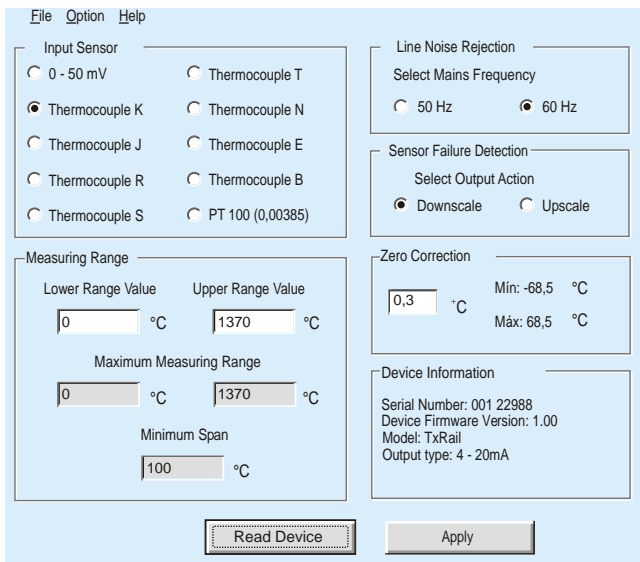 File Option Help
Input Sensor
0 - 50 mV
Thermocouple T
Thermocouple K
Thermocouple N
Thermocouple J
Thermocouple E
Thermocouple R
Thermocouple B
Thermocouple S
PT 100 (0,00385)
Line Noise Rejection
Select Mains Frequency
50 Hz
60 Hz
Sensor Failure Detection
Select Output Action
Downscale
Upscale
Measuring Range
Lower Range Value
Upper Range Value
0 °C
1370 °C
Maximum Measuring Range
0 °C
1370 °C
Minimum Span
100 °C
Zero Correction
0,3 °C
Mín: -68,5 °C
Máx: 68,5 °C
Device Information
Serial Number: 001 22988
Device Firmware Version: 1.00
Model: TxRail
Output type: 4 - 20mA
Read Device
Apply